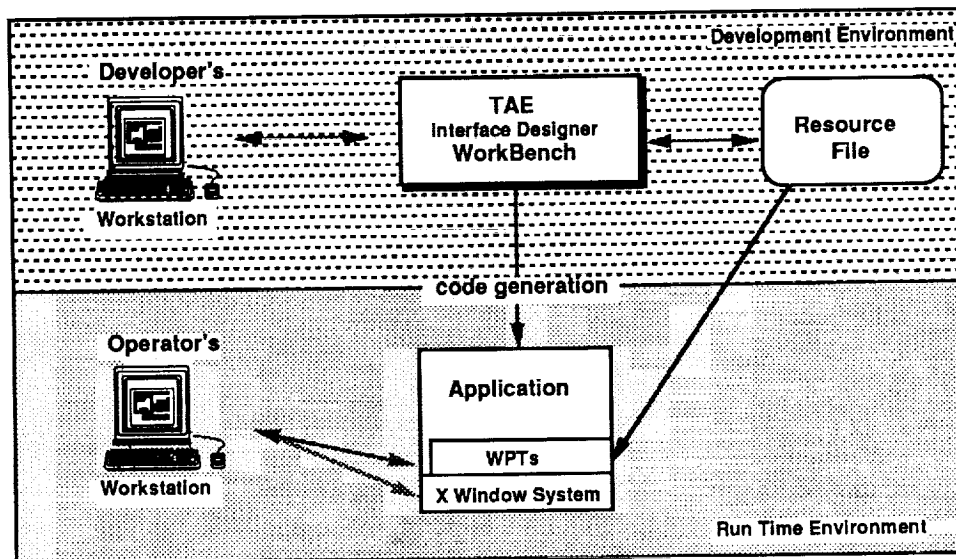 Development Environment
Developer's
Workstation
TAE
Interface Designer
WorkBench
Resource
File
code generation
Operator's
Workstation
Application
WPTs
X Window System
Run Time Environment